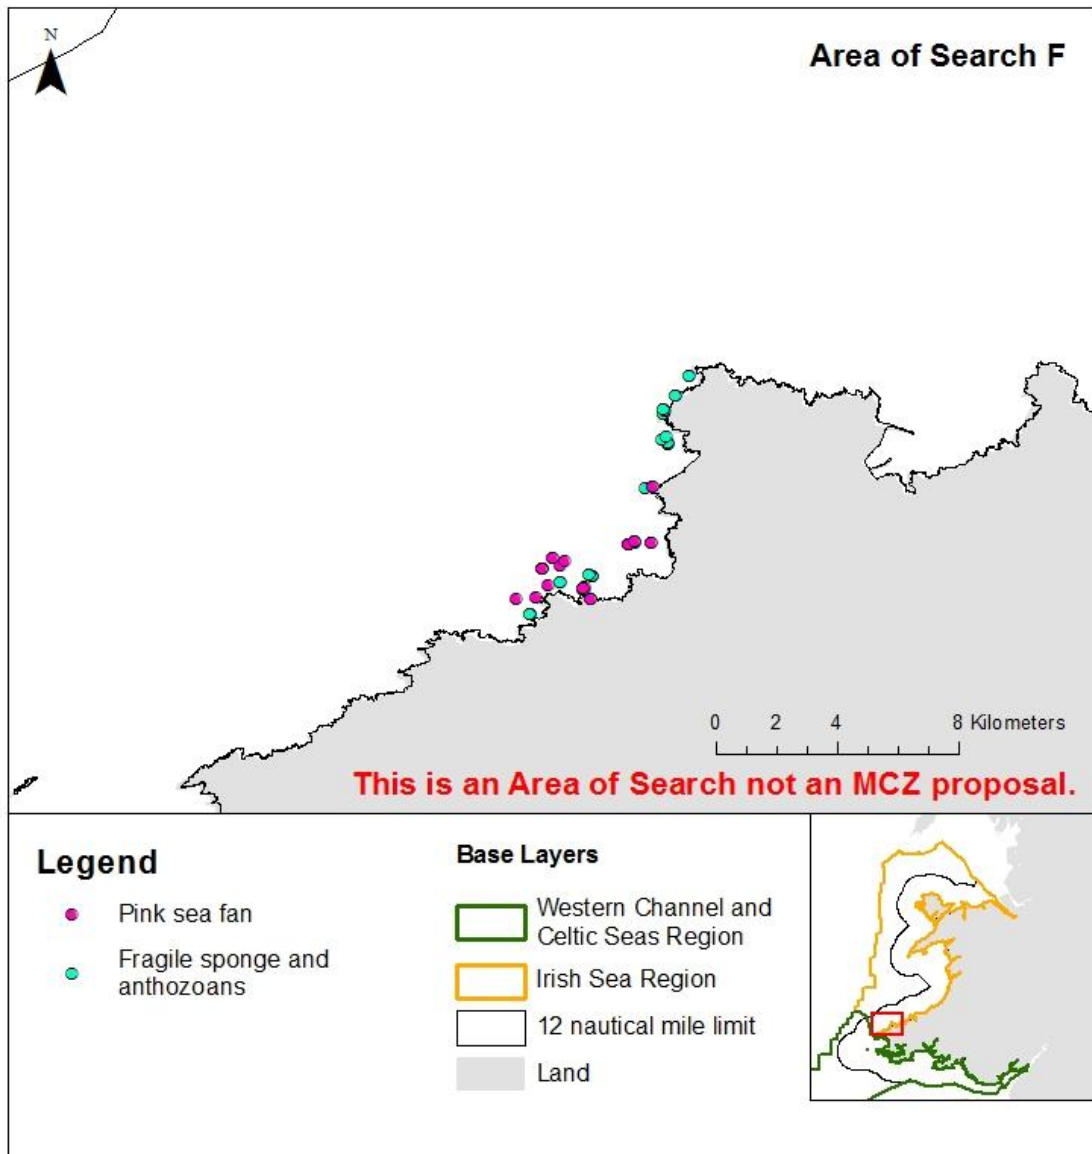 N
Area of Search F
0 2 4 8 Kilometers
This is an Area of Search not an MCZ proposal.
Legend
Pink sea fan
Fragile sponge and
anthozoans
Base Layers
Western Channel and
Celtic Seas Region
Irish Sea Region
12 nautical mile limit
Land